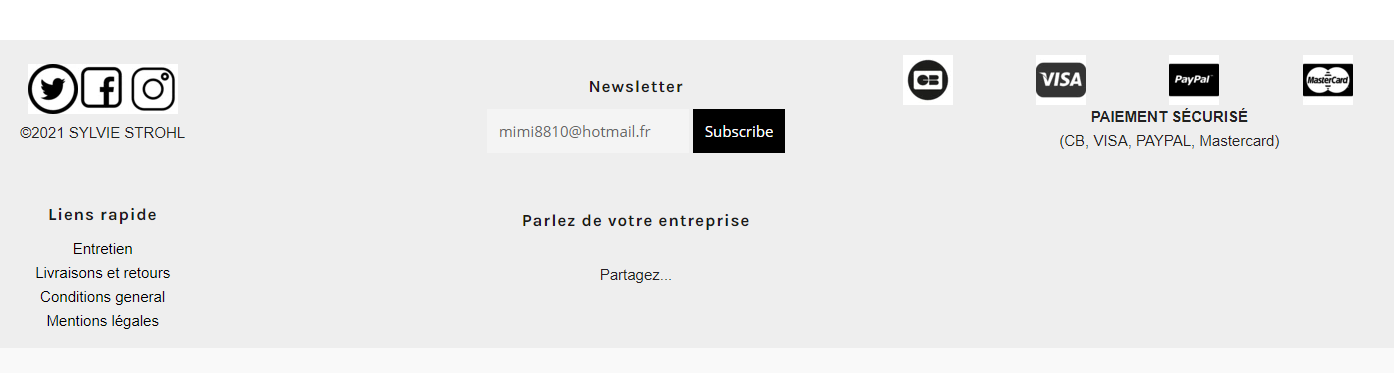 ©2021 SYLVIE STROHL
Newsletter
mimi8810@hotmail.fr Subscribe
CB VISA PayPal MasterCard
PAIEMENT SÉCURISÉ
(CB, VISA, PAYPAL, Mastercard)
Liens rapide
Entretien
Livraisons et retours
Conditions general
Mentions légales
Parlez de votre entreprise
Partagez...